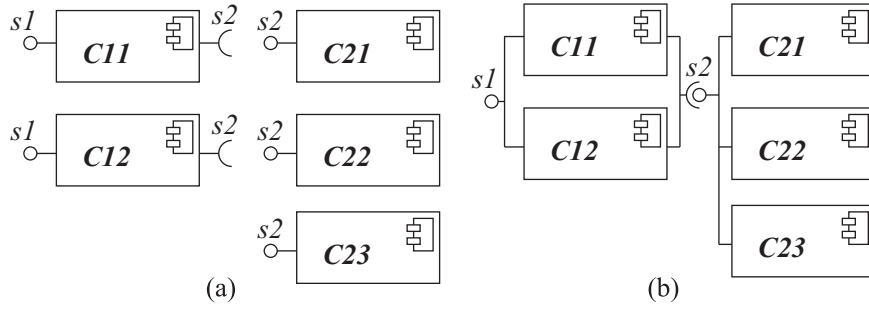 s1 C11 s2 s2 C21
s1 C12 s2 s2 C22
s2 C23
(a)
C11 s2 C21
s1
C12 C22
C23
(b)